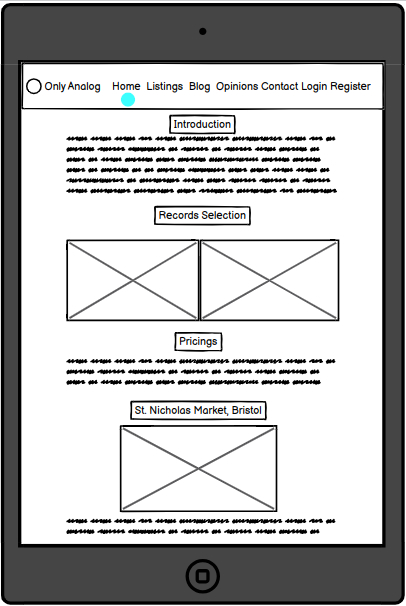 Only Analog Home Listings Blog Opinions Contact Login Register
Introduction
Records Selection
Pricings
St. Nicholas Market, Bristol